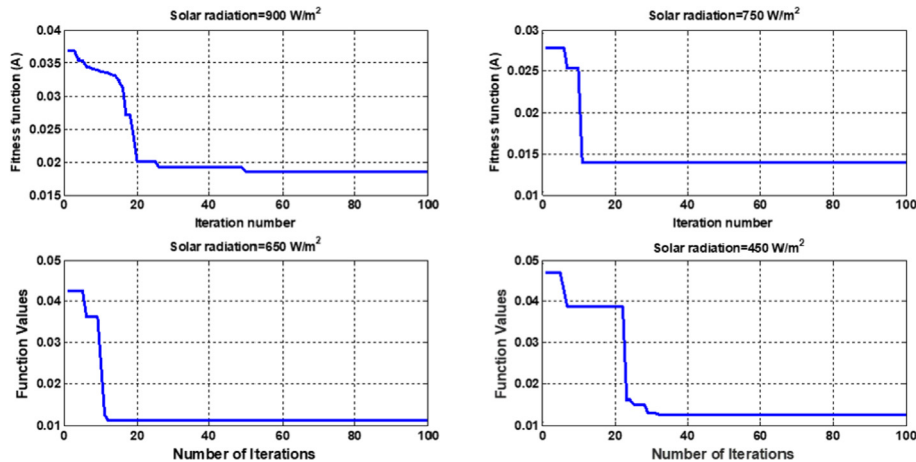 Solar radiation=900 W/m²
0.04
0.035
0.03
0.025
0.02
0.015
0 20 40 60 80 100
Fitness function (A)
Iteration number
Solar radiation=750 W/m²
0.03
0.025
0.02
0.015
0.01
0 20 40 60 80 100
Fitness function (A)
Iteration number
Solar radiation=650 W/m²
0.05
0.04
0.03
0.02
0.01
0 20 40 60 80 100
Function Values
Number of Iterations
Solar radiation=450 W/m²
0.05
0.04
0.03
0.02
0.01
0 20 40 60 80 100
Function Values
Number of Iterations